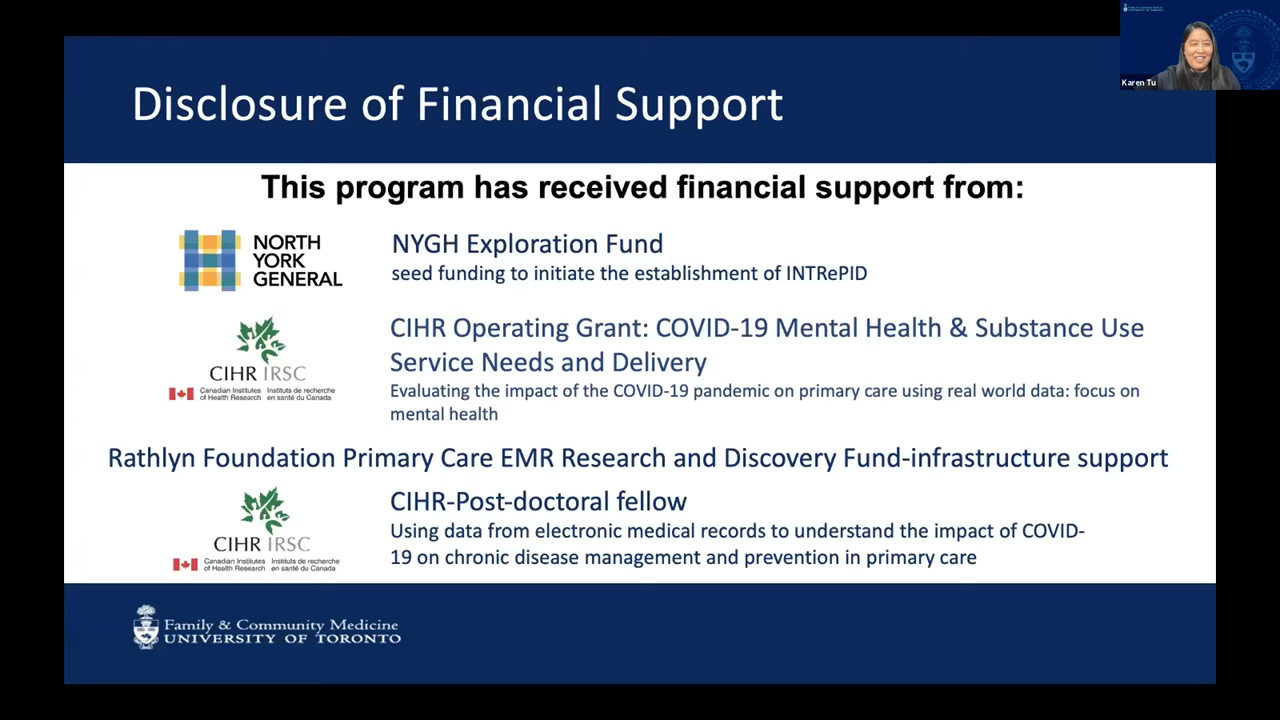 Family & Community Medicine
UNIVERSITY OF TORONTO
Karen Tu
Disclosure of Financial Support
This program has received financial support from:
NORTH
YORK
GENERAL
NYGH Exploration Fund
seed funding to initiate the establishment of INTRePID
CIHR IRSC
Canadian Institutes
of Health Research
Instituts de recherche
en santé du Canada
CIHR Operating Grant: COVID-19 Mental Health & Substance Use
Service Needs and Delivery
Evaluating the impact of the COVID-19 pandemic on primary care using real world data: focus on
mental health
Rathlyn Foundation Primary Care EMR Research and Discovery Fund-infrastructure support
CIHR IRSC
Canadian Institutes
of Health Research
Instituts de recherche
en santé du Canada
CIHR-Post-doctoral fellow
Using data from electronic medical records to understand the impact of COVID-
19 on chronic disease management and prevention in primary care
Family & Community Medicine
UNIVERSITY OF TORONTO